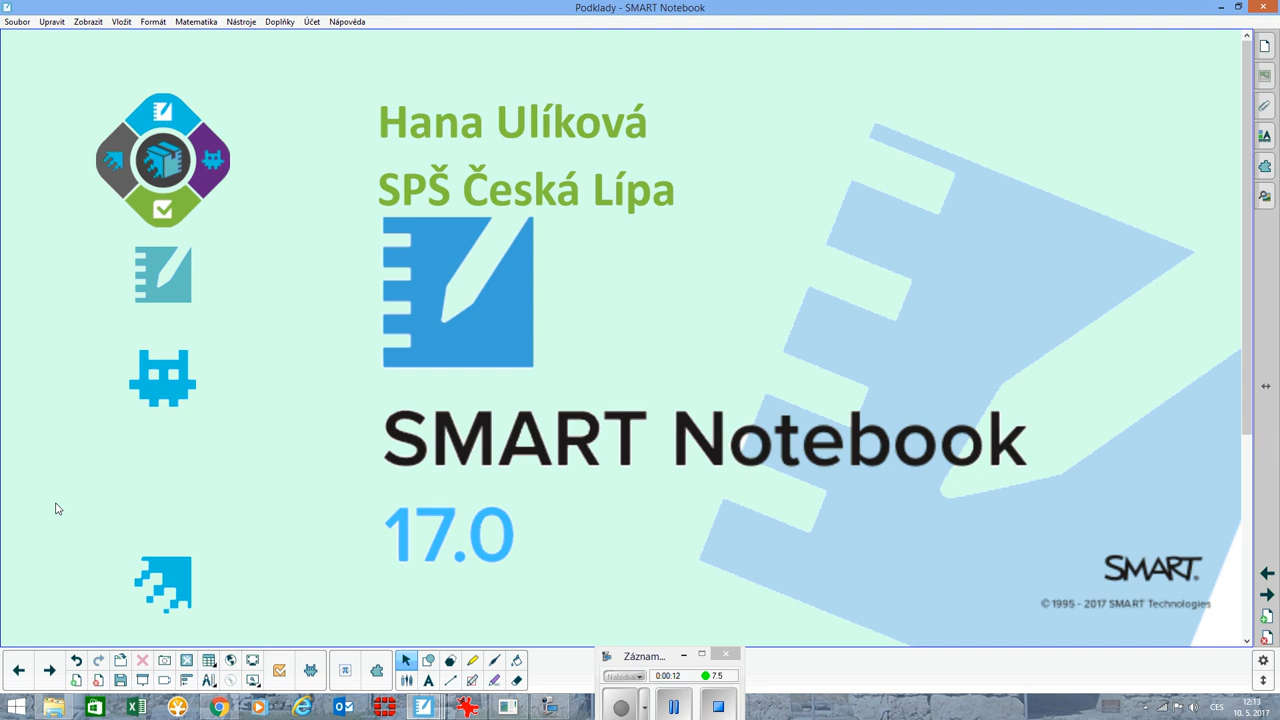 Podklady - SMART Notebook
Soubor Upravit Zobrazit Vložit Formát Matematika Nástroje Doplňky Účet Nápověda
Hana Ulíková
SPŠ Česká Lípa
SMART Notebook
17.0
SMART
©1995 - 2017 SMART Technologies
Záznam...
Nabídka
0:00:12 7.5
CES
12:13
10. 5. 2017